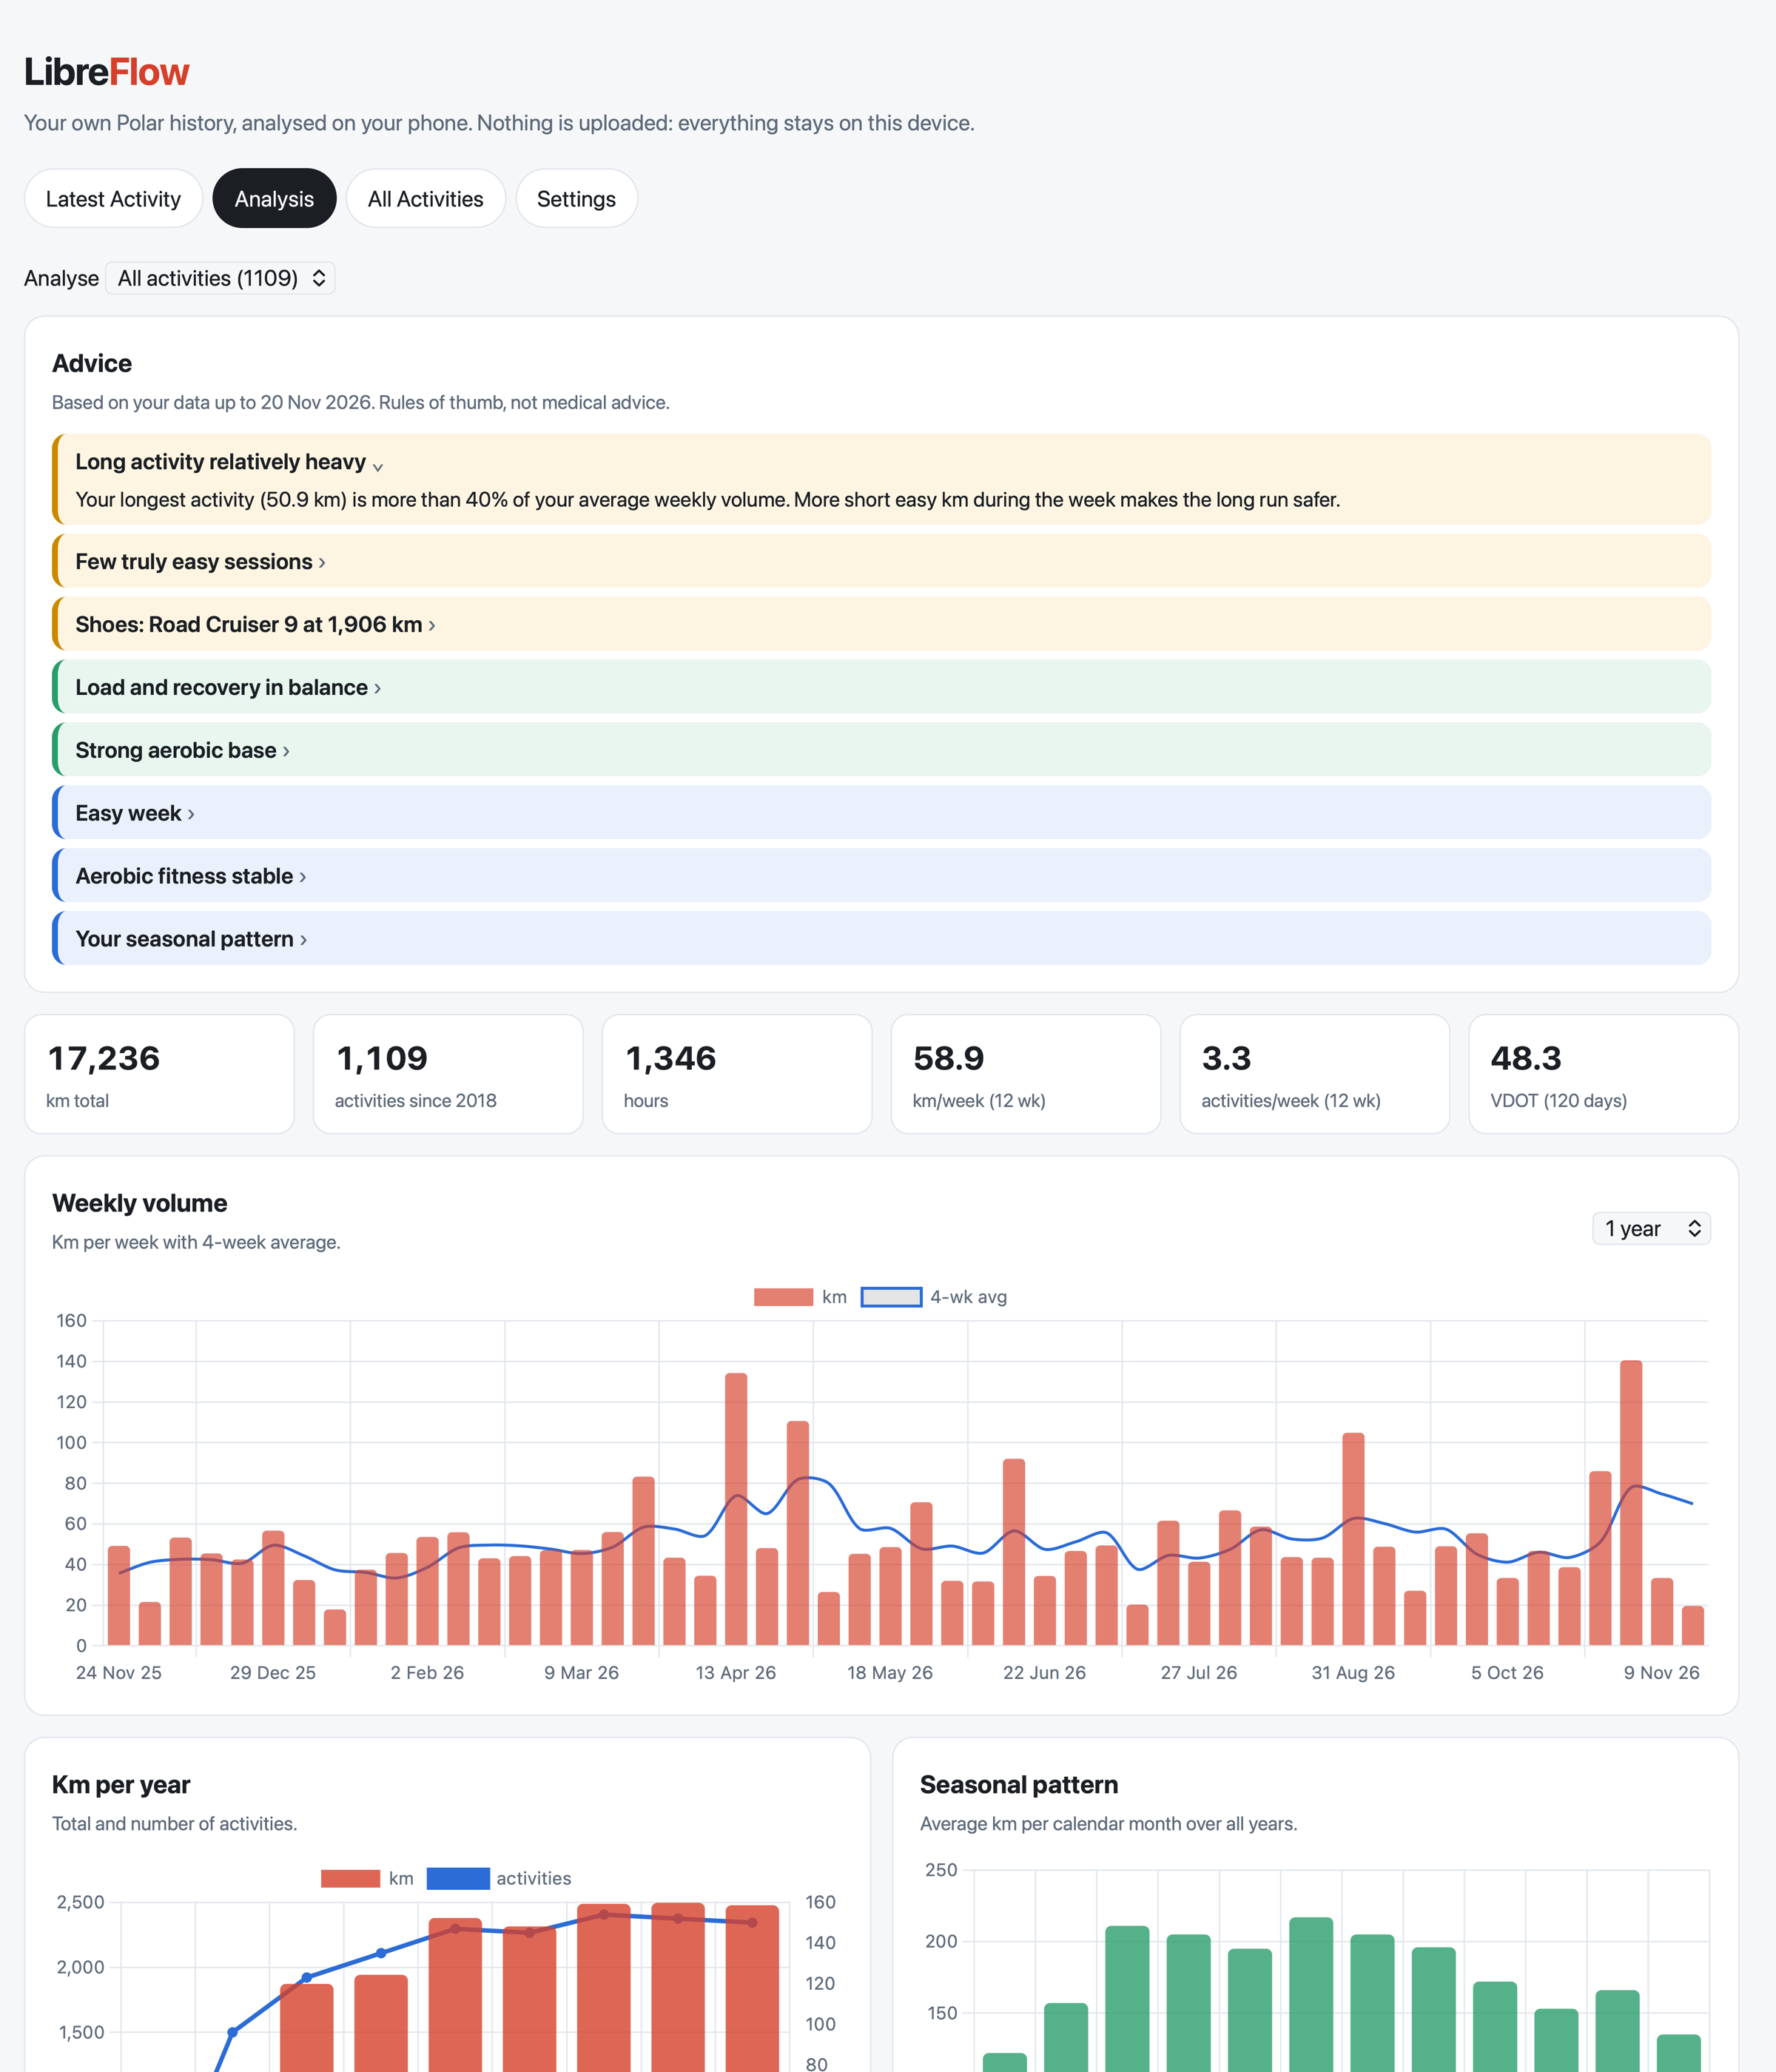 LibreFlow
Your own Polar history, analysed on your phone. Nothing is uploaded: everything stays on this device.
Latest Activity
Analysis
All Activities
Settings
Analyse All activities (1109)
Advice
Based on your data up to 20 Nov 2026. Rules of thumb, not medical advice.
Long activity relatively heavy
Your longest activity (50.9 km) is more than 40% of your average weekly volume. More short easy km during the week makes the long run safer.
Few truly easy sessions ›
Shoes: Road Cruiser 9 at 1,906 km ›
Load and recovery in balance ›
Strong aerobic base ›
Easy week ›
Aerobic fitness stable ›
Your seasonal pattern ›
17,236
km total
1,109
activities since 2018
1,346
hours
58.9
km/week (12 wk)
3.3
activities/week (12 wk)
48.3
VDOT (120 days)
Weekly volume
Km per week with 4-week average.
1 year
km
4-wk avg
160
140
120
100
80
60
40
20
0
24 Nov 25
29 Dec 25
2 Feb 26
9 Mar 26
13 Apr 26
18 May 26
22 Jun 26
27 Jul 26
31 Aug 26
5 Oct 26
9 Nov 26
Km per year
Total and number of activities.
km
activities
2,500
2,000
1,500
160
140
120
100
80
Seasonal pattern
Average km per calendar month over all years.
250
200
150